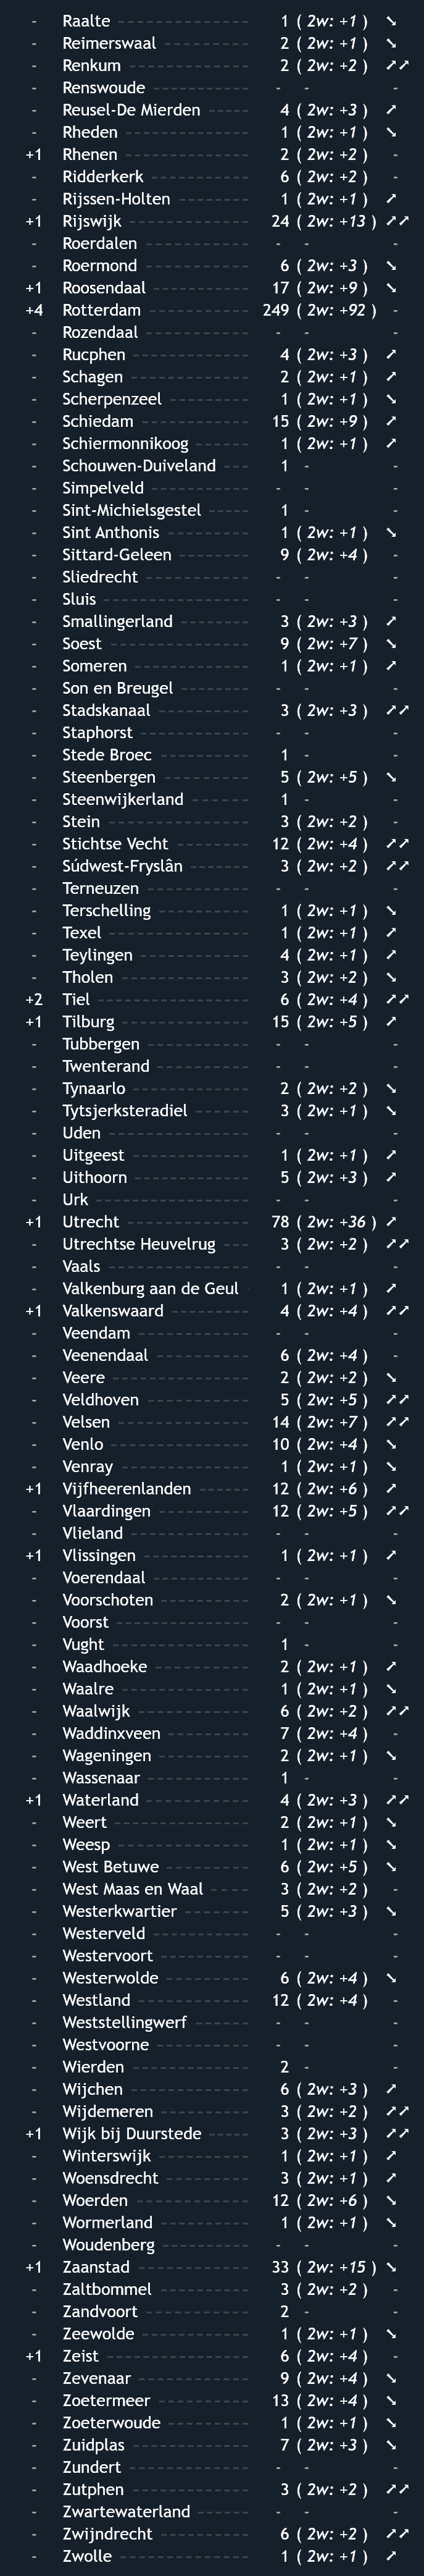 - Raalte 1 ( 2w: +1 ) ➘
- Reimerswaal 2 ( 2w: +1 ) ➘
- Renkum 2 ( 2w: +2 ) ➚➚
- Renswoude - - -
- Reusel-De Mierden 4 ( 2w: +3 ) ➚
- Rheden 1 ( 2w: +1 ) ➘
+1 Rhenen 2 ( 2w: +2 ) -
- Ridderkerk 6 ( 2w: +2 ) -
- Rijssen-Holten 1 ( 2w: +1 ) ➚
+1 Rijswijk 24 ( 2w: +13 ) ➚➚
- Roerdalen - - -
- Roermond 6 ( 2w: +3 ) ➘
+1 Roosendaal 17 ( 2w: +9 ) ➘
+4 Rotterdam 249 ( 2w: +92 ) -
- Rozendaal - - -
- Rucphen 4 ( 2w: +3 ) ➚
- Schagen 2 ( 2w: +1 ) ➚
- Scherpenzeel 1 ( 2w: +1 ) ➘
- Schiedam 15 ( 2w: +9 ) ➚
- Schiermonnikoog 1 ( 2w: +1 ) ➚
- Schouwen-Duiveland 1 - -
- Simpelveld - - -
- Sint-Michielsgestel 1 - -
- Sint Anthonis 1 ( 2w: +1 ) ➘
- Sittard-Geleen 9 ( 2w: +4 ) -
- Sliedrecht - - -
- Sluis - - -
- Smallingerland 3 ( 2w: +3 ) ➚
- Soest 9 ( 2w: +7 ) ➘
- Someren 1 ( 2w: +1 ) ➚
- Son en Breugel - - -
- Stadskanaal 3 ( 2w: +3 ) ➚➚
- Staphorst - - -
- Stede Broec 1 - -
- Steenbergen 5 ( 2w: +5 ) ➘
- Steenwijkerland 1 - -
- Stein 3 ( 2w: +2 ) -
- Stichtse Vecht 12 ( 2w: +4 ) ➚➚
- Súdwest-Fryslân 3 ( 2w: +2 ) ➚➚
- Terneuzen - - -
- Terschelling 1 ( 2w: +1 ) ➘
- Texel 1 ( 2w: +1 ) ➚
- Teylingen 4 ( 2w: +1 ) ➚
- Tholen 3 ( 2w: +2 ) ➘
+2 Tiel 6 ( 2w: +4 ) ➚➚
+1 Tilburg 15 ( 2w: +5 ) ➚
- Tubbergen - - -
- Twenterand - - -
- Tynaarlo 2 ( 2w: +2 ) ➘
- Tytsjerksteradiel 3 ( 2w: +1 ) ➘
- Uden - - -
- Uitgeest 1 ( 2w: +1 ) ➚
- Uithoorn 5 ( 2w: +3 ) ➚
- Urk - - -
+1 Utrecht 78 ( 2w: +36 ) ➚
- Utrechtse Heuvelrug 3 ( 2w: +2 ) ➚➚
- Vaals - - -
- Valkenburg aan de Geul 1 ( 2w: +1 ) ➚
+1 Valkenswaard 4 ( 2w: +4 ) ➚➚
- Veendam - - -
- Veenendaal 6 ( 2w: +4 ) -
- Veere 2 ( 2w: +2 ) ➘
- Veldhoven 5 ( 2w: +5 ) ➚➚
- Velsen 14 ( 2w: +7 ) ➚➚
- Venlo 10 ( 2w: +4 ) ➘
- Venray 1 ( 2w: +1 ) ➘
+1 Vijfheerenlanden 12 ( 2w: +6 ) ➚
- Vlaardingen 12 ( 2w: +5 ) ➚➚
- Vlieland - - -
+1 Vlissingen 1 ( 2w: +1 ) ➚
- Voerendaal - - -
- Voorschoten 2 ( 2w: +1 ) ➘
- Voorst - - -
- Vught 1 - -
- Waadhoeke 2 ( 2w: +1 ) ➚
- Waalre 1 ( 2w: +1 ) ➘
- Waalwijk 6 ( 2w: +2 ) ➚➚
- Waddinxveen 7 ( 2w: +4 ) -
- Wageningen 2 ( 2w: +1 ) ➘
- Wassenaar 1 - -
+1 Waterland 4 ( 2w: +3 ) ➚➚
- Weert 2 ( 2w: +1 ) ➘
- Weesp 1 ( 2w: +1 ) ➘
- West Betuwe 6 ( 2w: +5 ) ➘
- West Maas en Waal 3 ( 2w: +2 ) -
- Westerkwartier 5 ( 2w: +3 ) ➘
- Westerveld - - -
- Westervoort - - -
- Westerwolde 6 ( 2w: +4 ) ➘
- Westland 12 ( 2w: +4 ) -
- Weststellingwerf - - -
- Westvoorne - - -
- Wierden 2 - -
- Wijchen 6 ( 2w: +3 ) ➚
- Wijdemeren 3 ( 2w: +2 ) ➚➚
+1 Wijk bij Duurstede 3 ( 2w: +3 ) ➚➚
- Winterswijk 1 ( 2w: +1 ) ➚
- Woensdrecht 3 ( 2w: +1 ) ➚
- Woerden 12 ( 2w: +6 ) ➘
- Wormerland 1 ( 2w: +1 ) ➘
- Woudenberg - - -
+1 Zaanstad 33 ( 2w: +15 ) ➘
- Zaltbommel 3 ( 2w: +2 ) -
- Zandvoort 2 - -
- Zeewolde 1 ( 2w: +1 ) ➘
+1 Zeist 6 ( 2w: +4 ) -
- Zevenaar 9 ( 2w: +4 ) ➘
- Zoetermeer 13 ( 2w: +4 ) ➘
- Zoeterwoude 1 ( 2w: +1 ) ➘
- Zuidplas 7 ( 2w: +3 ) ➘
- Zundert - - -
- Zutphen 3 ( 2w: +2 ) ➚➚
- Zwartewaterland - - -
- Zwijndrecht 6 ( 2w: +2 ) ➚➚
- Zwolle 1 ( 2w: +1 ) ➚